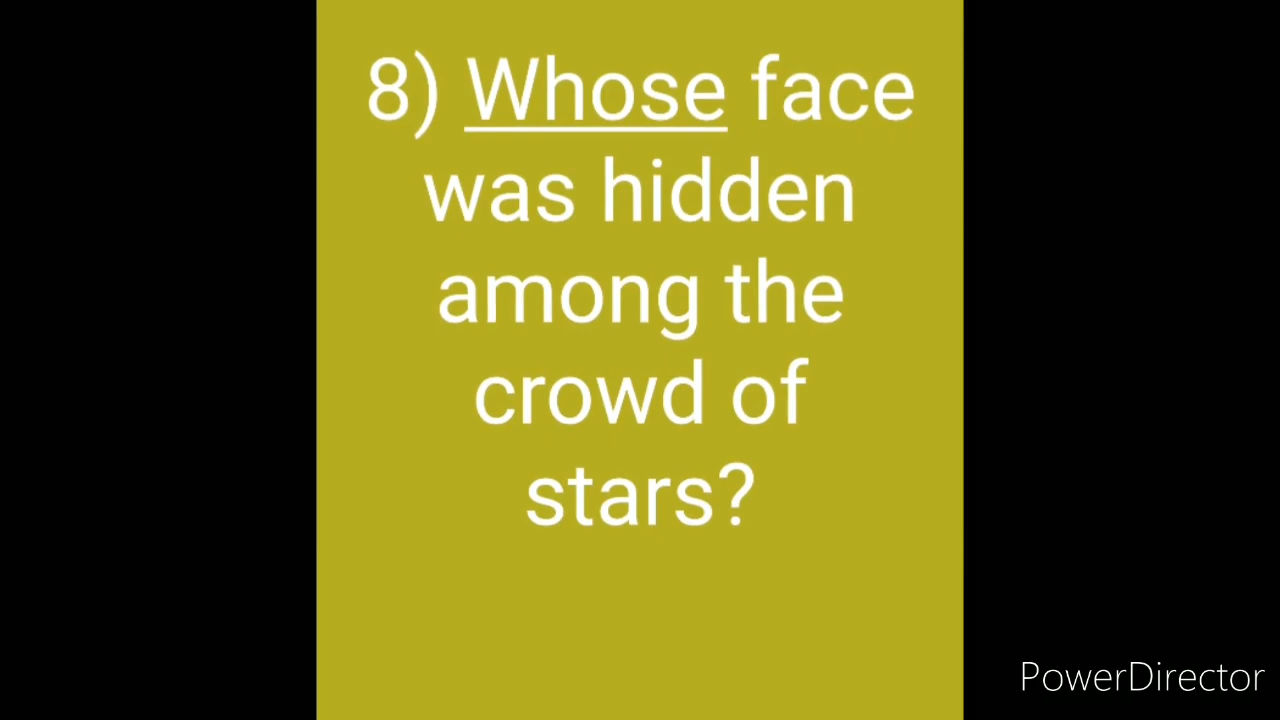 8) Whose face
was hidden
among the
crowd of
stars?
PowerDirector